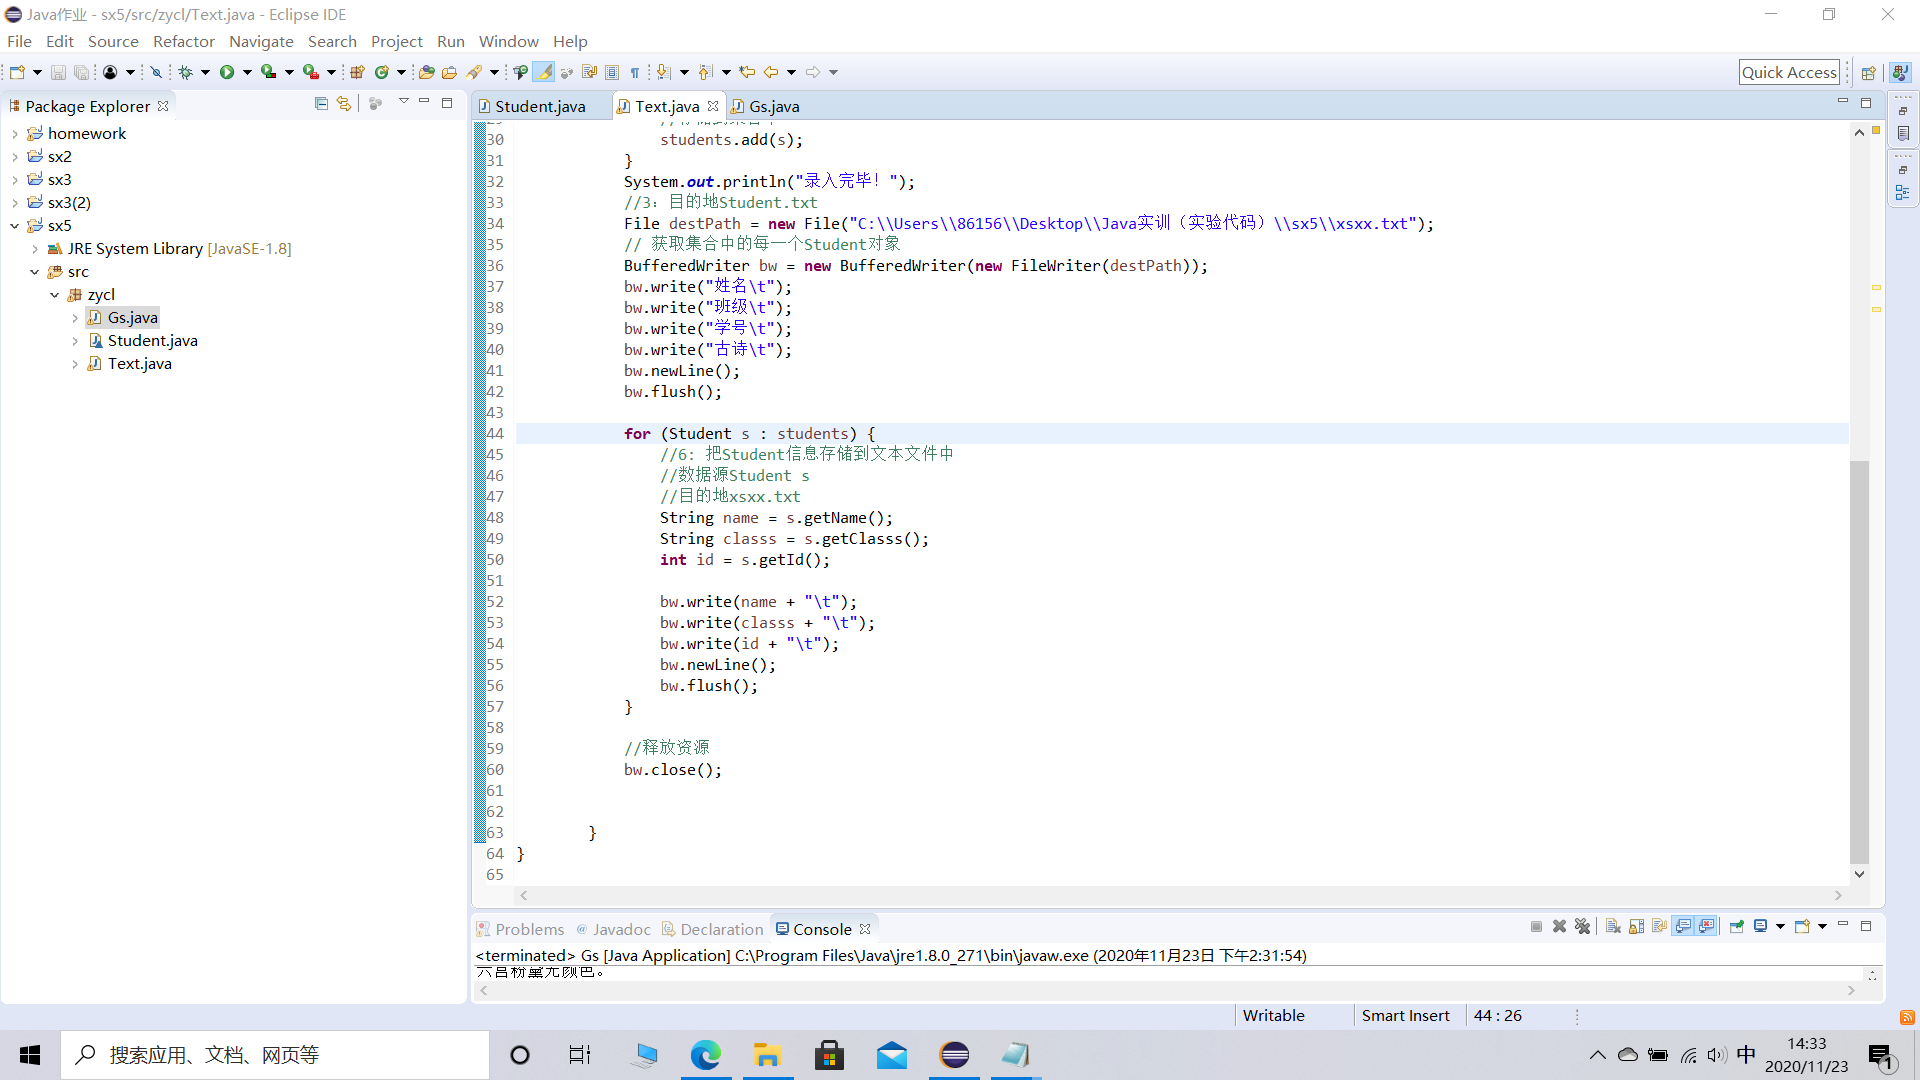 Java作业 - sx5/src/zycl/Text.java - Eclipse IDE
File Edit Source Refactor Navigate Search Project Run Window Help
Quick Access
Package Explorer
homework
sx2
sx3
sx3(2)
sx5
JRE System Library [JavaSE-1.8]
src
zycl
Gs.java
Student.java
Text.java
Student.java Text.java Gs.java
30 students.add(s);
31 }
32 System.out.println("录入完毕！");
33 //3：目的地Student.txt
34 File destPath = new File("C:\\Users\\86156\\Desktop\\Java实训（实验代码）\\sx5\\xsxx.txt");
35 // 获取集合中的每一个Student对象
36 BufferedWriter bw = new BufferedWriter(new FileWriter(destPath));
37 bw.write("姓名\t");
38 bw.write("班级\t");
39 bw.write("学号\t");
40 bw.write("古诗\t");
41 bw.newLine();
42 bw.flush();
43
44 for (Student s : students) {
45 //6: 把Student信息存储到文本文件中
46 //数据源Student s
47 //目的地xsxx.txt
48 String name = s.getName();
49 String classs = s.getClasss();
50 int id = s.getId();
51
52 bw.write(name + "\t");
53 bw.write(classs + "\t");
54 bw.write(id + "\t");
55 bw.newLine();
56 bw.flush();
57 }
58
59 //释放资源
60 bw.close();
61
62
63 }
64 }
65
Problems @ Javadoc Declaration Console
<terminated> Gs [Java Application] C:\Program Files\Java\jre1.8.0_271\bin\javaw.exe (2020年11月23日 下午2:31:54)
六宫粉黛无颜色。
Writable Smart Insert 44 : 26
搜索应用、文档、网页等
中
14:33
2020/11/23
1